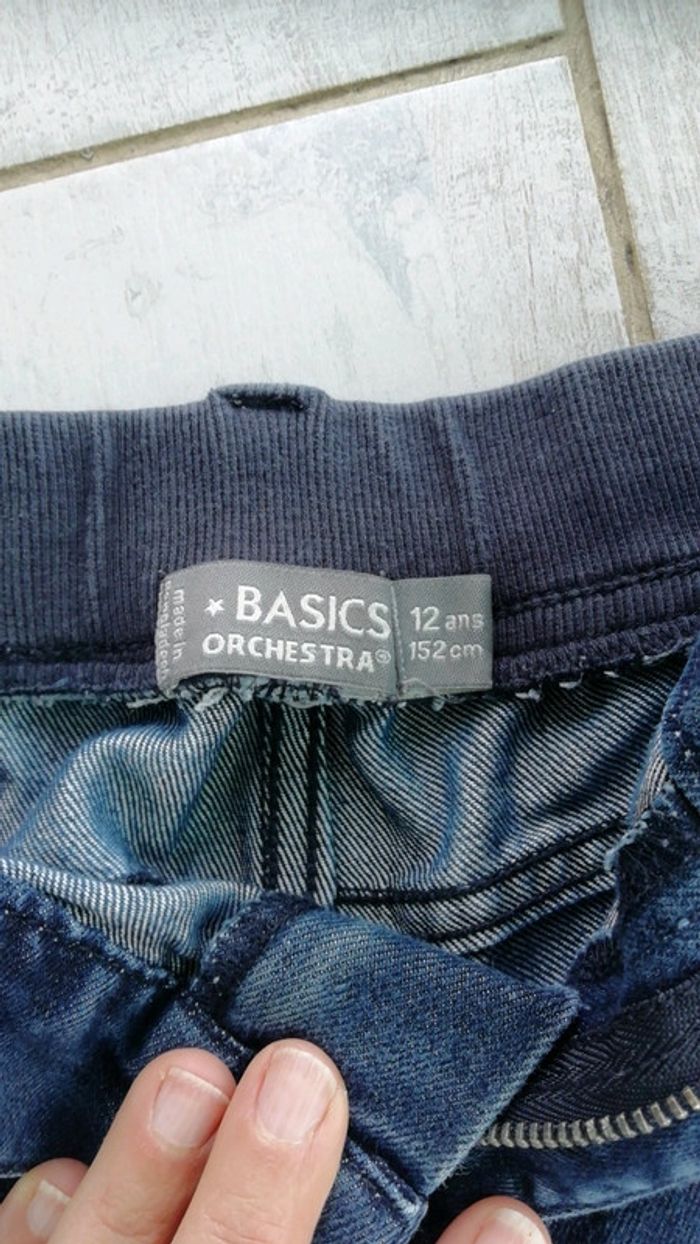 ★ BASICS
ORCHESTRA®
12 ans
152 cm
made in